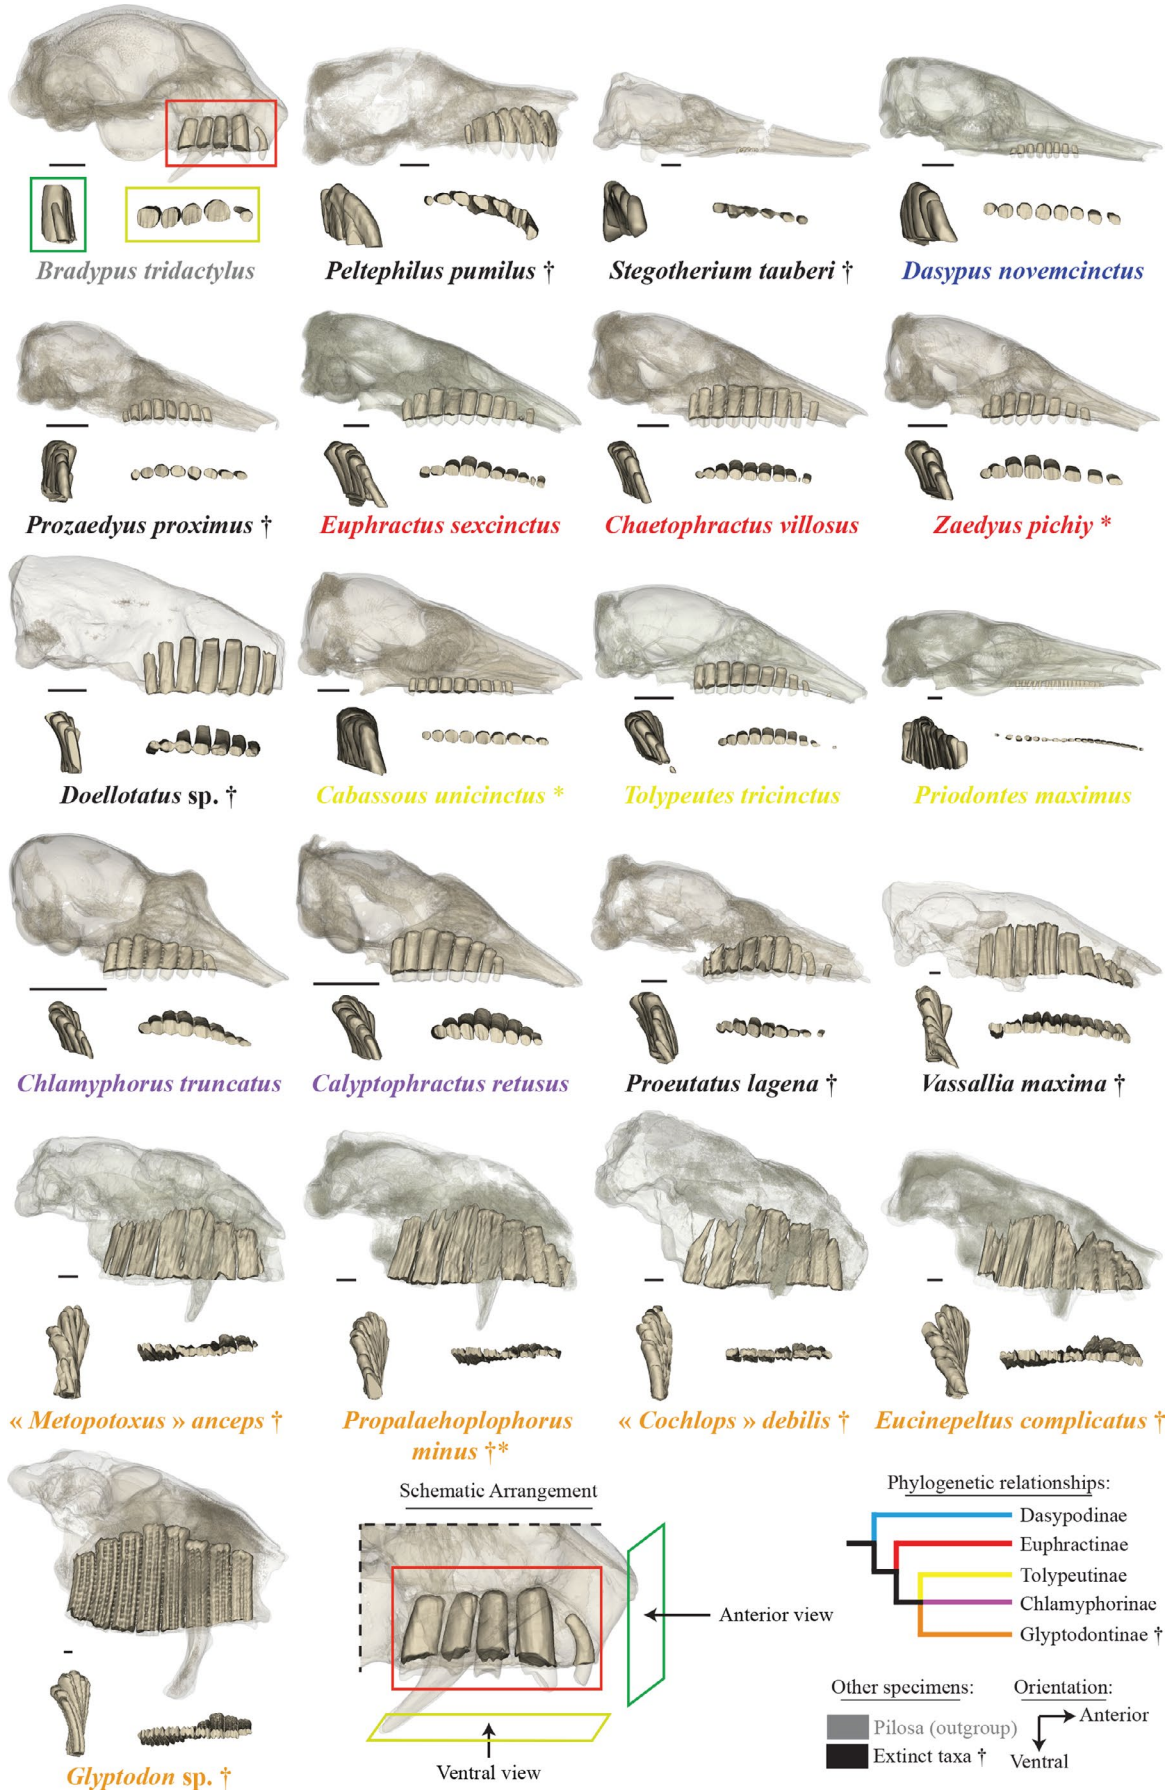 Bradypus tridactylus
Peltephilus pumilus †
Stegotherium tauberi †
Dasypus novemcinctus
Prozaedyus proximus †
Euphractus sexcinctus
Chaetophractus villosus
Zaedyus pichiy *
Doellotatus sp. †
Cabassous unicinctus *
Tolypeutes tricinctus
Priodontes maximus
Chlamyphorus truncatus
Calyptophractus retusus
Proeutatus lagena †
Vassallia maxima †
« Metopotoxus » anceps †
Propalaehoplophorus
minus †*
« Cochlops » debilis †
Eucinepeltus complicatus †
Glyptodon sp. †
Schematic Arrangement
Anterior view
Ventral view
Phylogenetic relationships:
Dasypodinae
Euphractinae
Tolypeutinae
Chlamyphorinae
Glyptodontinae †
Other specimens:
Pilosa (outgroup)
Extinct taxa †
Orientation:
Anterior
Ventral